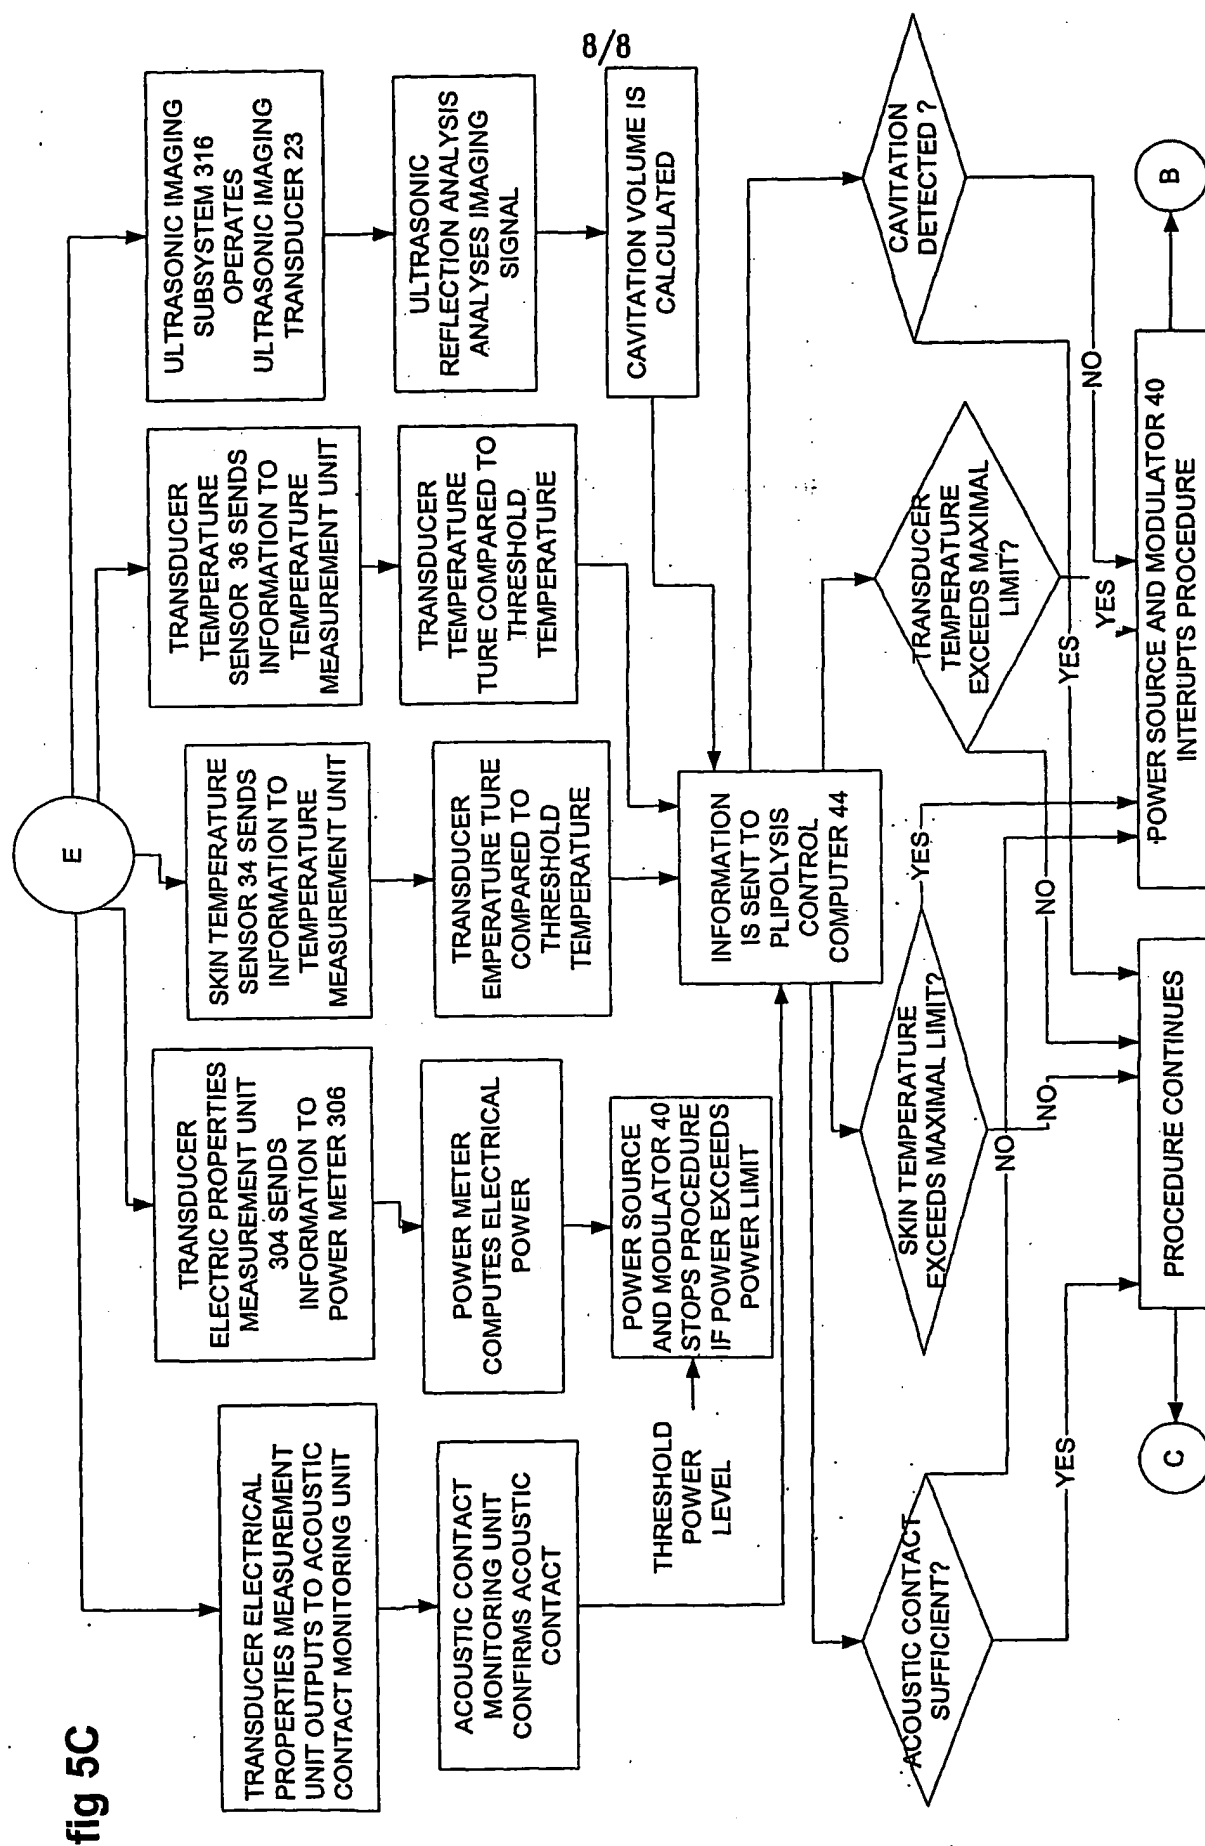 fig 5C
8/8
E
TRANSDUCER ELECTRICAL
PROPERTIES MEASUREMENT
UNIT OUTPUTS TO ACOUSTIC
CONTACT MONITORING UNIT
TRANSDUCER
ELECTRIC PROPERTIES
MEASUREMENT UNIT
304 SENDS
INFORMATION TO
POWER METER 306
SKIN TEMPERATURE
SENSOR 34 SENDS
INFORMATION TO
TEMPERATURE
MEASUREMENT UNIT
TRANSDUCER
TEMPERATURE
SENSOR 36 SENDS
INFORMATION TO
TEMPERATURE
MEASUREMENT UNIT
ULTRASONIC IMAGING
SUBSYSTEM 316
OPERATES
ULTRASONIC IMAGING
TRANSDUCER 23
ACOUSTIC CONTACT
MONITORING UNIT
CONFIRMS ACOUSTIC
CONTACT
POWER METER
COMPUTES ELECTRICAL
POWER
TRANSDUCER
EMPERATURE TURE
COMPARED TO
THRESHOLD
TEMPERATURE
TRANSDUCER
TEMPERATURE
TURE COMPARED TO
THRESHOLD
TEMPERATURE
ULTRASONIC
REFLECTION ANALYSIS
ANALYSES IMAGING
SIGNAL
THRESHOLD
POWER
LEVEL
POWER SOURCE
AND MODULATOR 40
STOPS PROCEDURE
IF POWER EXCEEDS
POWER LIMIT
CAVITATION VOLUME IS
CALCULATED
INFORMATION
IS SENT TO
PLIPOLYSIS
CONTROL
COMPUTER 44
ACOUSTIC CONTACT
SUFFICIENT?
SKIN TEMPERATURE
EXCEEDS MAXIMAL LIMIT?
TRANSDUCER
TEMPERATURE
EXCEEDS MAXIMAL
LIMIT?
CAVITATION
DETECTED ?
YES
NO
NO
YES
NO
YES
YES
NO
PROCEDURE CONTINUES
POWER SOURCE AND MODULATOR 40
INTERUPTS PROCEDURE
C
B